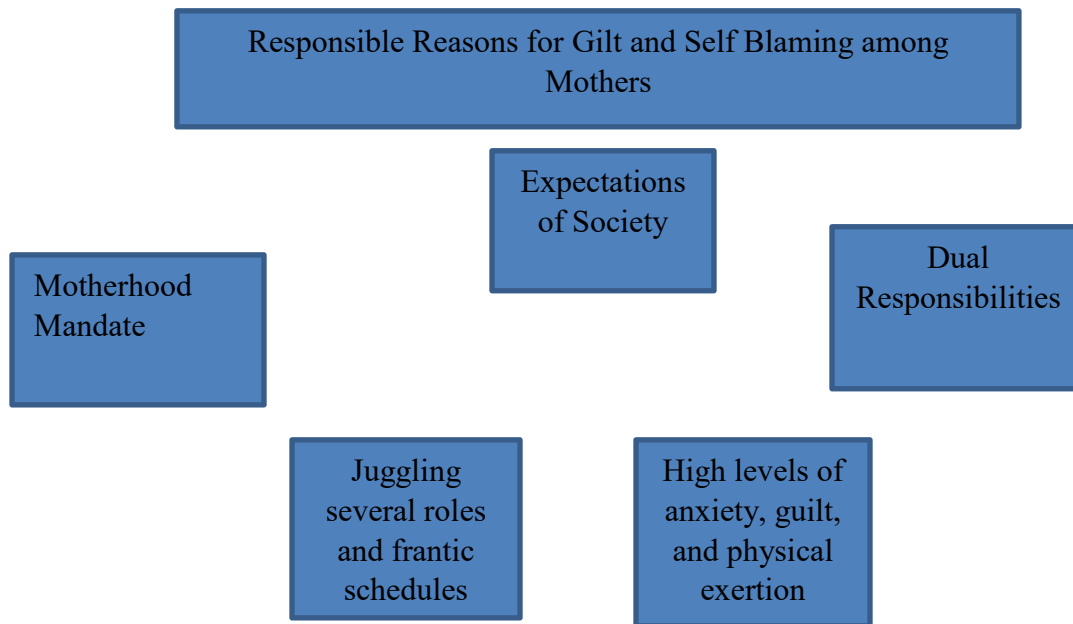 Responsible Reasons for Gilt and Self Blaming among
Mothers
Expectations
of Society
Motherhood
Mandate
Dual
Responsibilities
Juggling
several roles
and frantic
schedules
High levels of
anxiety, guilt,
and physical
exertion